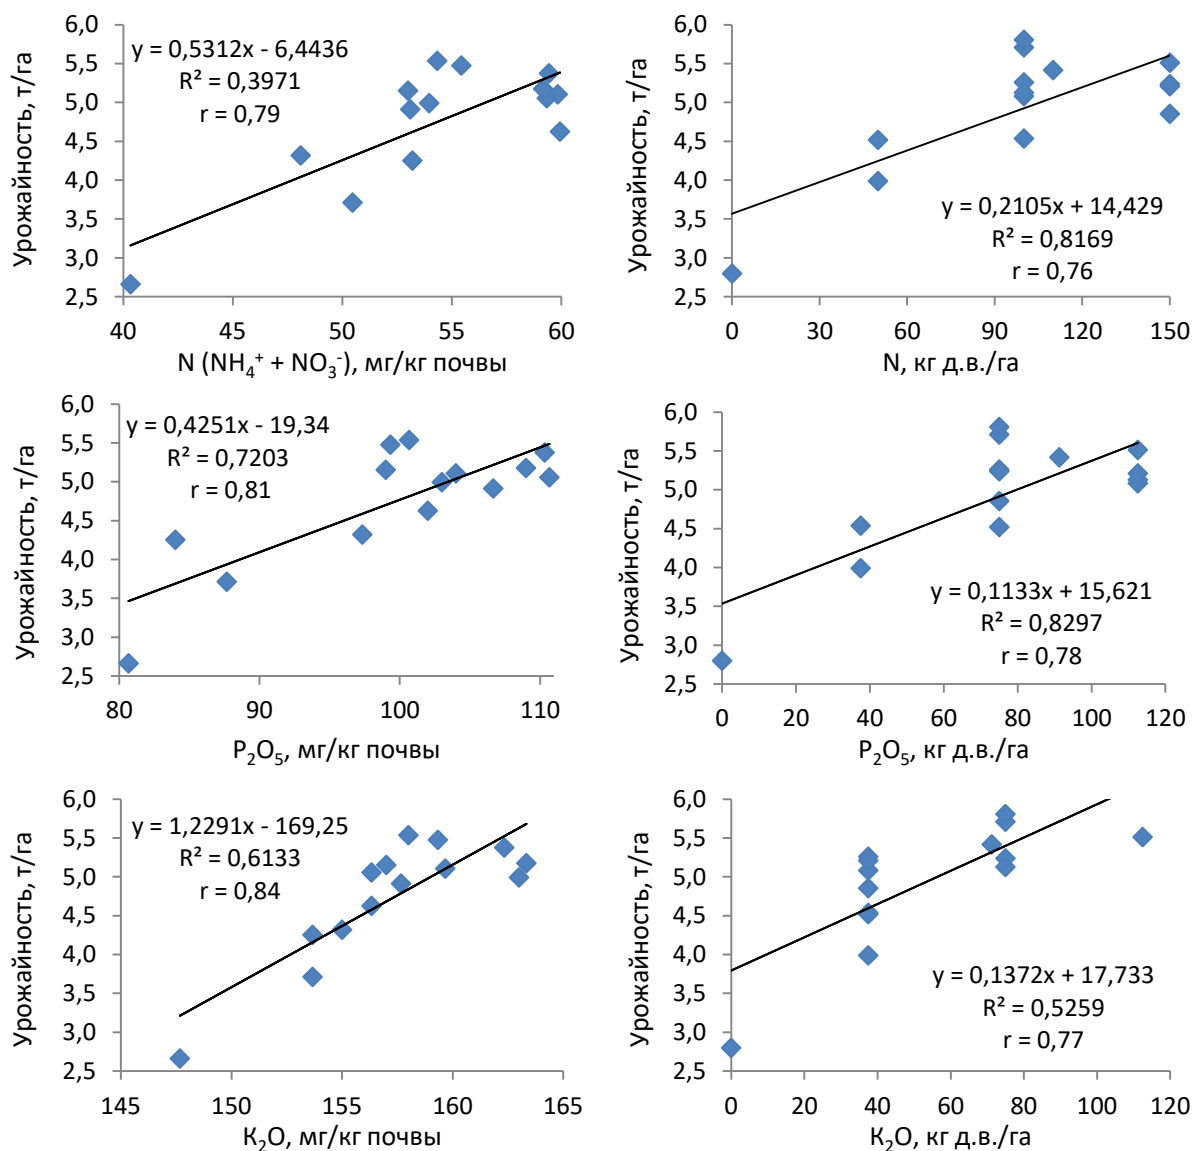 6,0
5,5
5,0
4,5
4,0
3,5
3,0
2,5
Урожайность, т/га
y = 0,5312x - 6,4436
R² = 0,3971
r = 0,79
40 45 50 55 60
N (NH₄⁺ + NO₃⁻), мг/кг почвы
6,0
5,5
5,0
4,5
4,0
3,5
3,0
2,5
Урожайность, т/га
y = 0,2105x + 14,429
R² = 0,8169
r = 0,76
0 30 60 90 120 150
N, кг д.в./га
6,0
5,5
5,0
4,5
4,0
3,5
3,0
2,5
Урожайность, т/га
y = 0,4251x - 19,34
R² = 0,7203
r = 0,81
80 90 100 110
P₂O₅, мг/кг почвы
6,0
5,5
5,0
4,5
4,0
3,5
3,0
2,5
Урожайность, т/га
y = 0,1133x + 15,621
R² = 0,8297
r = 0,78
0 20 40 60 80 100 120
P₂O₅, кг д.в./га
6,0
5,5
5,0
4,5
4,0
3,5
3,0
2,5
Урожайность, т/га
y = 1,2291x - 169,25
R² = 0,6133
r = 0,84
145 150 155 160 165
K₂O, мг/кг почвы
6,0
5,5
5,0
4,5
4,0
3,5
3,0
2,5
Урожайность, т/га
y = 0,1372x + 17,733
R² = 0,5259
r = 0,77
0 20 40 60 80 100 120
K₂O, кг д.в./га